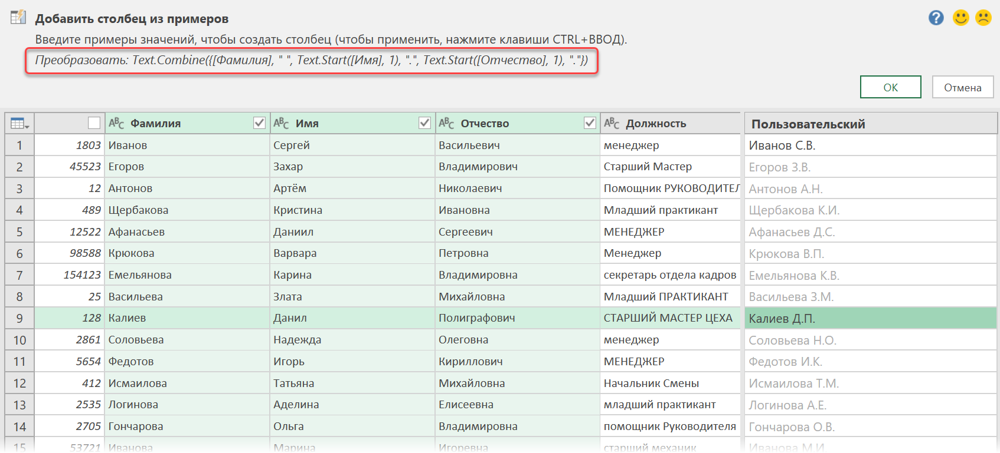 Добавить столбец из примеров
Введите примеры значений, чтобы создать столбец (чтобы применить, нажмите клавиши CTRL+ВВОД).
Преобразовать: Text.Combine({[Фамилия], " ", Text.Start([Имя], 1), ".", Text.Start([Отчество], 1), "."})
ОК Отмена
ABC Фамилия ABC Имя ABC Отчество ABC Должность Пользовательский
1 1803 Иванов Сергей Васильевич менеджер Иванов С.В.
2 45523 Егоров Захар Владимирович Старший Мастер Егоров З.В.
3 12 Антонов Артём Николаевич Помощник РУКОВОДИТЕЛ Антонов А.Н.
4 489 Щербакова Кристина Ивановна Младший практикант Щербакова К.И.
5 12522 Афанасьев Даниил Сергеевич МЕНЕДЖЕР Афанасьев Д.С.
6 98588 Крюкова Варвара Петровна Менеджер Крюкова В.П.
7 154123 Емельянова Карина Владимировна секретарь отдела кадров Емельянова К.В.
8 25 Васильева Злата Михайловна Младший ПРАКТИКАНТ Васильева З.М.
9 128 Калиев Данил Полиграфович СТАРШИЙ МАСТЕР ЦЕХА Калиев Д.П.
10 2861 Соловьева Надежда Олеговна менеджер Соловьева Н.О.
11 5654 Федотов Игорь Кириллович МЕНЕДЖЕР Федотов И.К.
12 412 Исмаилова Татьяна Михайловна Начальник Смены Исмаилова Т.М.
13 2535 Логинова Аделина Елисеевна младший практикант Логинова А.Е.
14 2705 Гончарова Ольга Владимировна помощник Руководителя Гончарова О.В.
15 53721 Иванова Марина Игоревна старший механик Иванова М.И